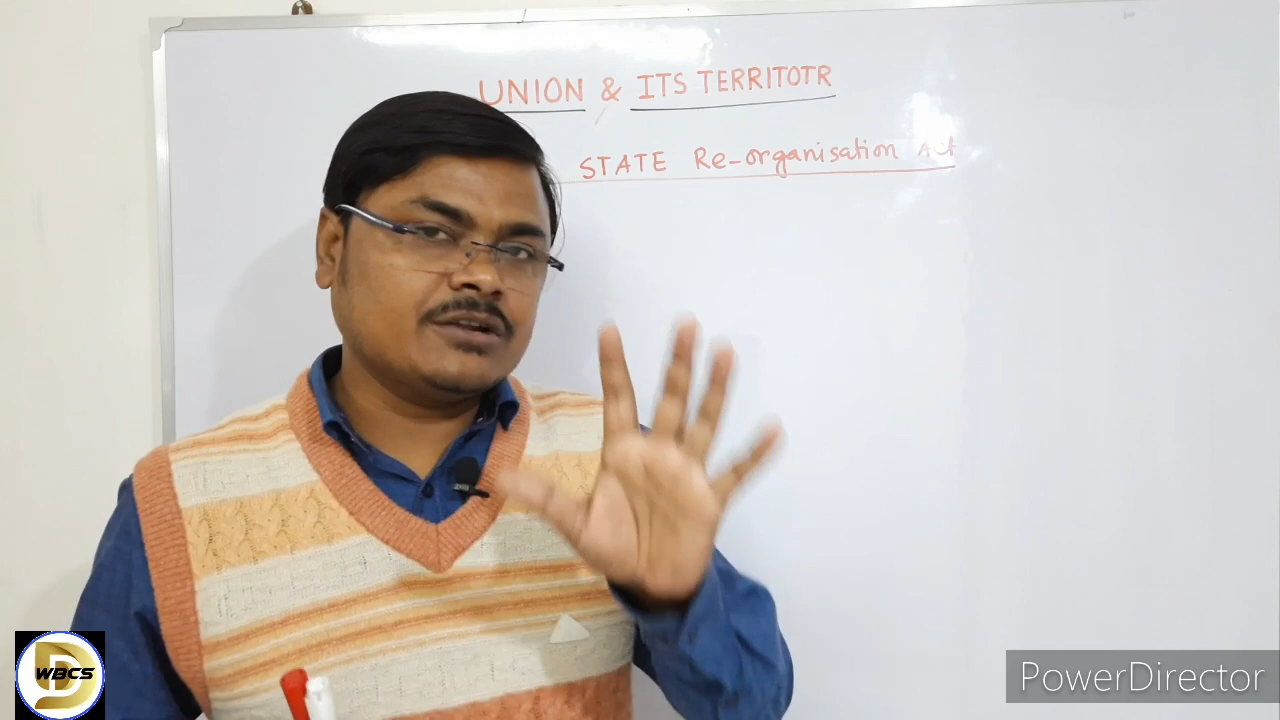 UNION & ITS TERRITOTR
STATE Re-organisation Act
WBCS
PowerDirector